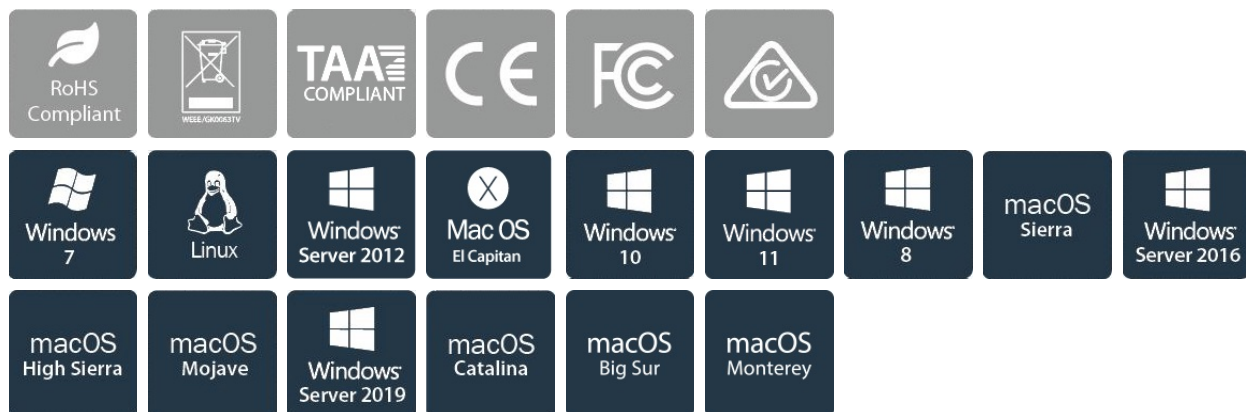 RoHS
Compliant
WEEE/GK0063TV
TAA
COMPLIANT
CE
FC
Windows
7
Linux
Windows
Server 2012
X
Mac OS
El Capitan
Windows
10
Windows
11
Windows
8
macOS
Sierra
Windows
Server 2016
macOS
High Sierra
macOS
Mojave
Windows
Server 2019
macOS
Catalina
macOS
Big Sur
macOS
Monterey